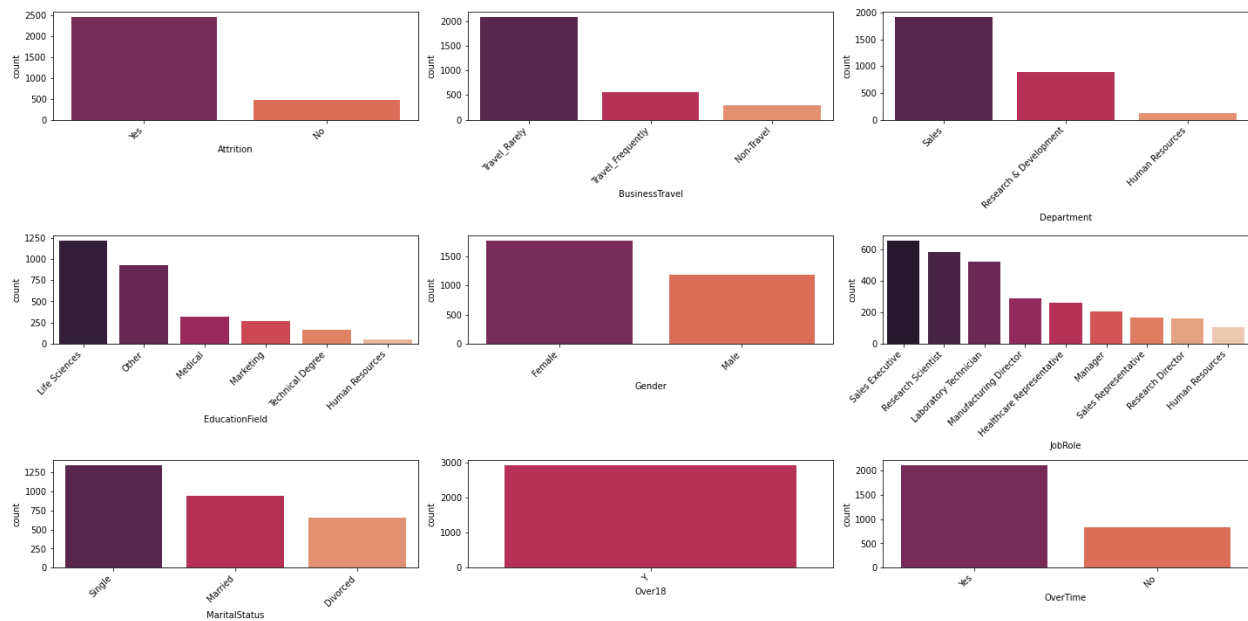 2500
2000
1500
1000
500
0
count
Yes
No
Attrition
2000
1500
1000
500
0
count
Travel_Rarely
Travel_Frequently
Non-Travel
BusinessTravel
2000
1500
1000
500
0
count
Sales
Research & Development
Human Resources
Department
1250
1000
750
500
250
0
count
Life Sciences
Other
Medical
Marketing
Technical Degree
Human Resources
EducationField
1500
1000
500
0
count
Female
Male
Gender
600
400
200
0
count
Sales Executive
Research Scientist
Laboratory Technician
Manufacturing Director
Healthcare Representative
Manager
Sales Representative
Research Director
Human Resources
JobRole
1250
1000
750
500
250
0
count
Single
Married
Divorced
MaritalStatus
3000
2000
1000
0
count
Y
Over18
2000
1500
1000
500
0
count
Yes
No
OverTime